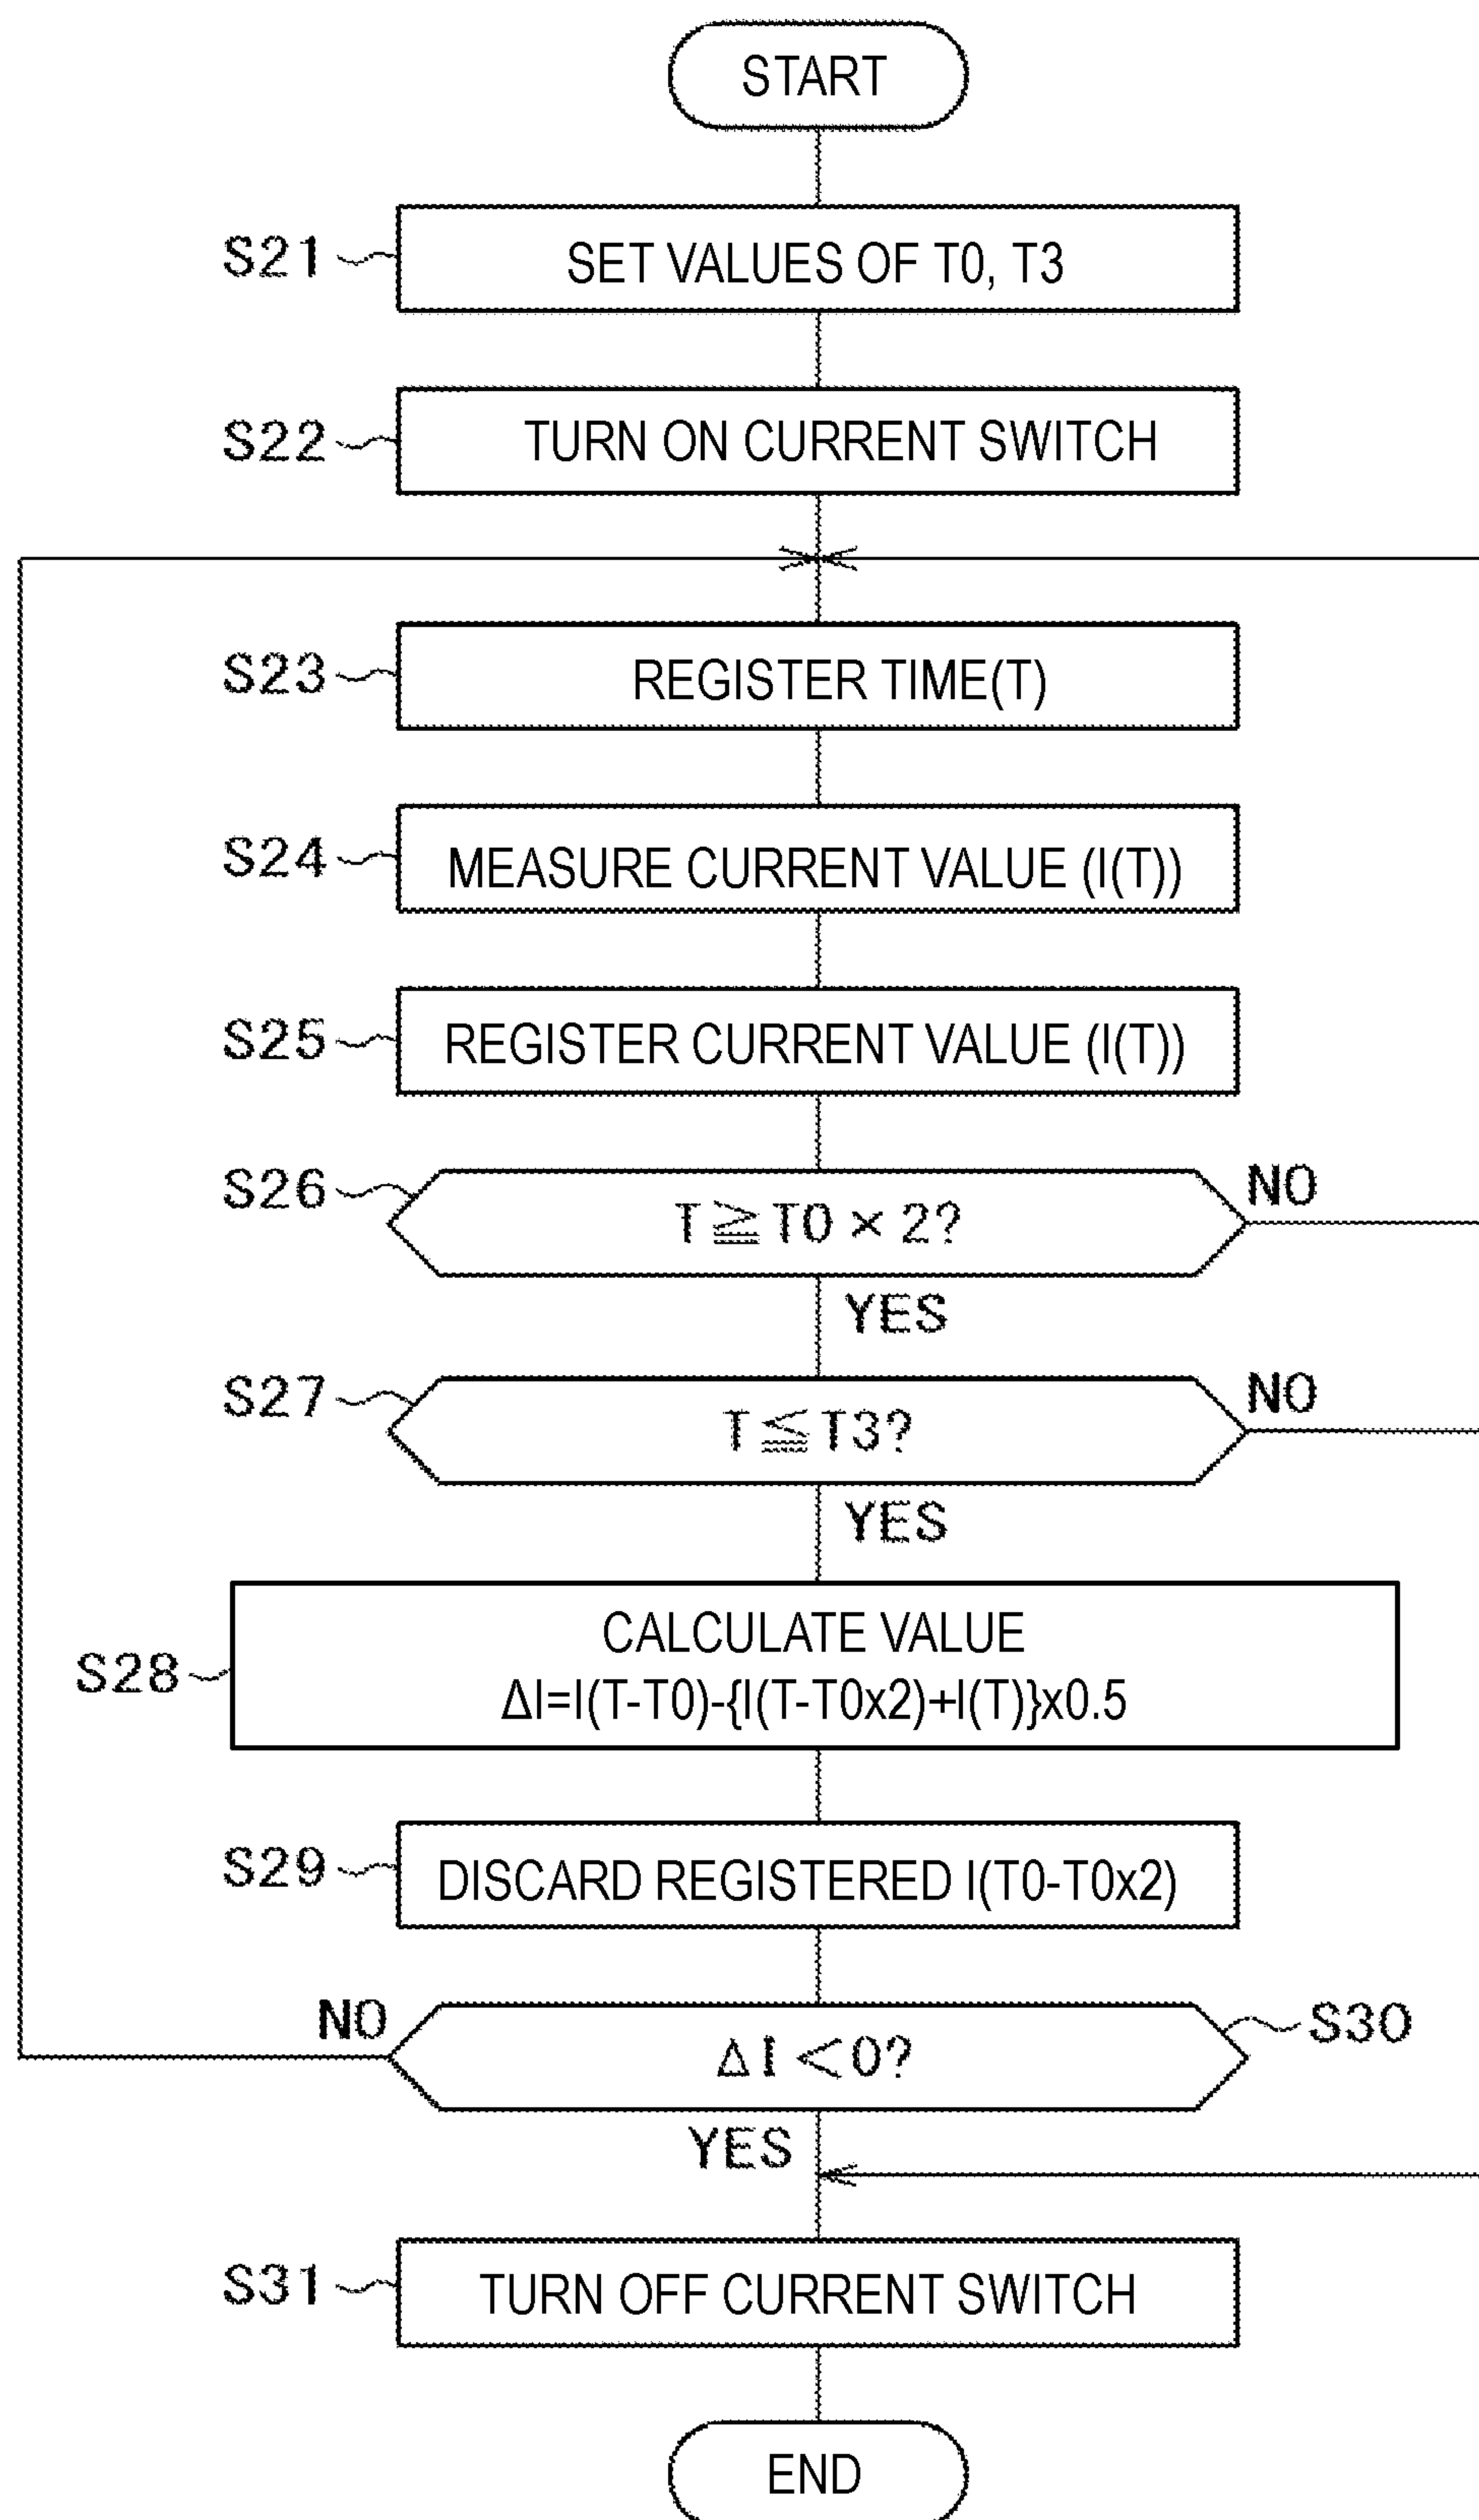 START
S21
SET VALUES OF T0, T3
S22
TURN ON CURRENT SWITCH
S23
REGISTER TIME(T)
S24
MEASURE CURRENT VALUE (I(T))
S25
REGISTER CURRENT VALUE (I(T))
S26
T≧T0×2?
NO
YES
S27
T≦T3?
NO
YES
S28
CALCULATE VALUE
ΔI=I(T-T0)-{I(T-T0x2)+I(T)}x0.5
S29
DISCARD REGISTERED I(T0-T0x2)
NO
ΔI<0?
S30
YES
S31
TURN OFF CURRENT SWITCH
END